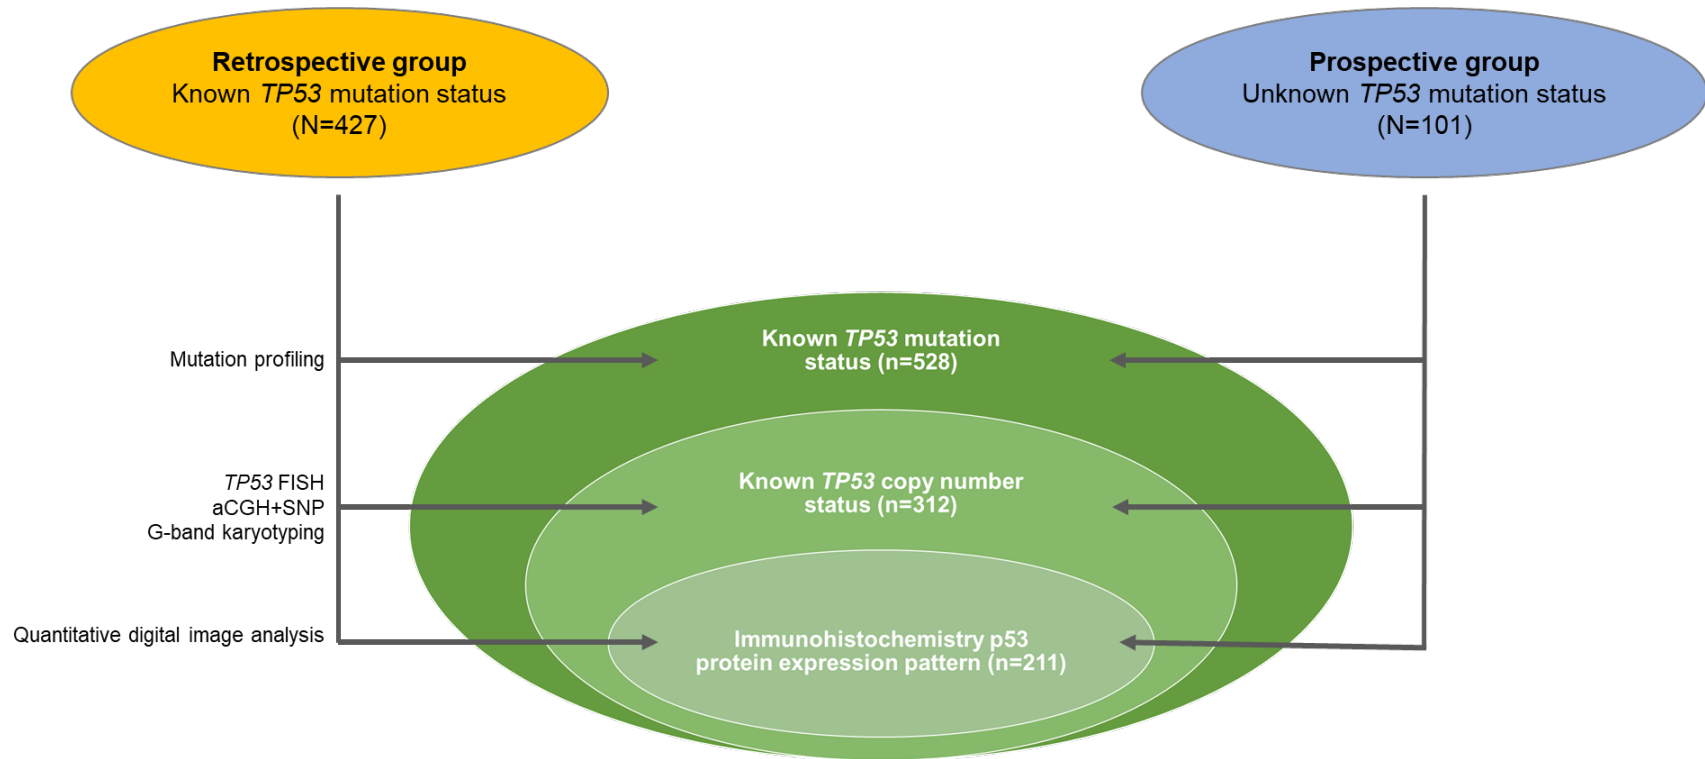 Retrospective group
Known TP53 mutation status
(N=427)
Prospective group
Unknown TP53 mutation status
(N=101)
Mutation profiling
Known TP53 mutation
status (n=528)
TP53 FISH
aCGH+SNP
G-band karyotyping
Known TP53 copy number
status (n=312)
Quantitative digital image analysis
Immunohistochemistry p53
protein expression pattern (n=211)